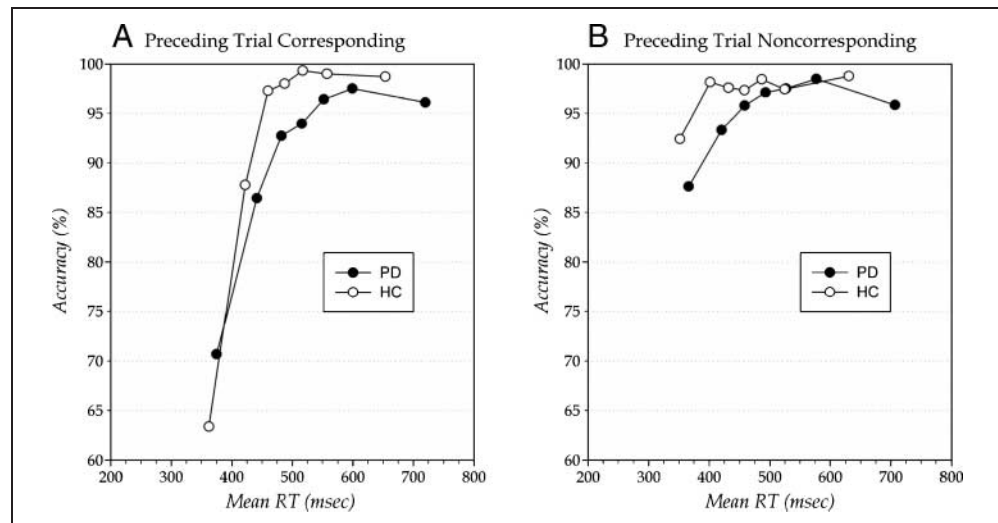 A Preceding Trial Corresponding
100
95
90
85
80
75
70
65
60
Accuracy (%)
PD
HC
200 300 400 500 600 700 800
Mean RT (msec)
B Preceding Trial Noncorresponding
100
95
90
85
80
75
70
65
60
Accuracy (%)
PD
HC
200 300 400 500 600 700 800
Mean RT (msec)